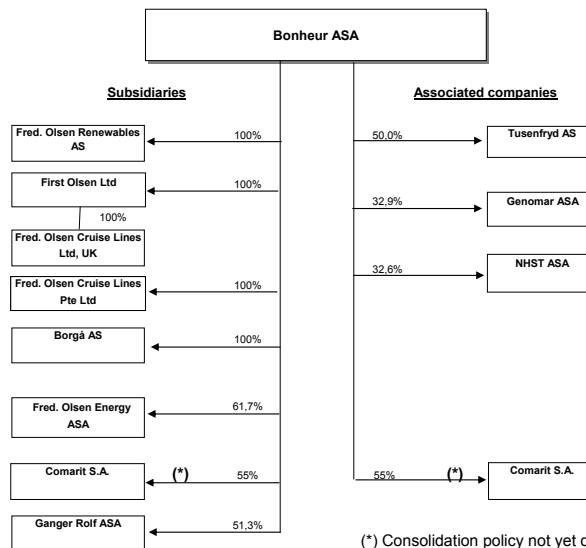 Bonheur ASA
Subsidiaries
Associated companies
Fred. Olsen Renewables
AS
100%
First Olsen Ltd
100%
100%
Fred. Olsen Cruise Lines
Ltd, UK
Fred. Olsen Cruise Lines
Pte Ltd
100%
Borgå AS
100%
Fred. Olsen Energy
ASA
61,7%
Comarit S.A.
(*)
55%
Ganger Rolf ASA
51,3%
50,0%
Tusenfryd AS
32,9%
Genomar ASA
32,6%
NHST ASA
55%
(*)
Comarit S.A.
(*) Consolidation policy not yet